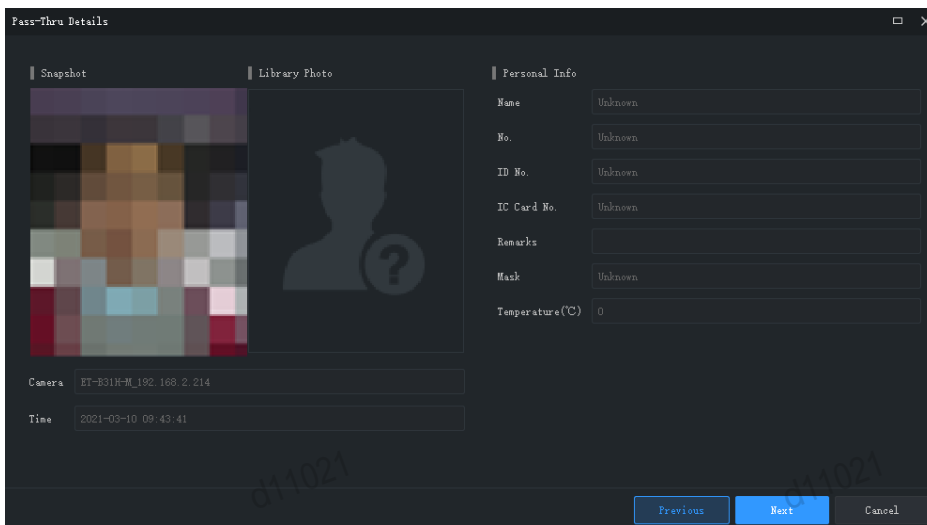 Pass-Thru Details
Snapshot
Library Photo
Personal Info
Name Unknown
No. Unknown
ID No. Unknown
IC Card No. Unknown
Remarks
Mask Unknown
Temperature(℃) 0
Camera ET-B31H-M_192.168.2.214
Time 2021-03-10 09:43:41
d11021
d11021
Previous
Next
Cancel